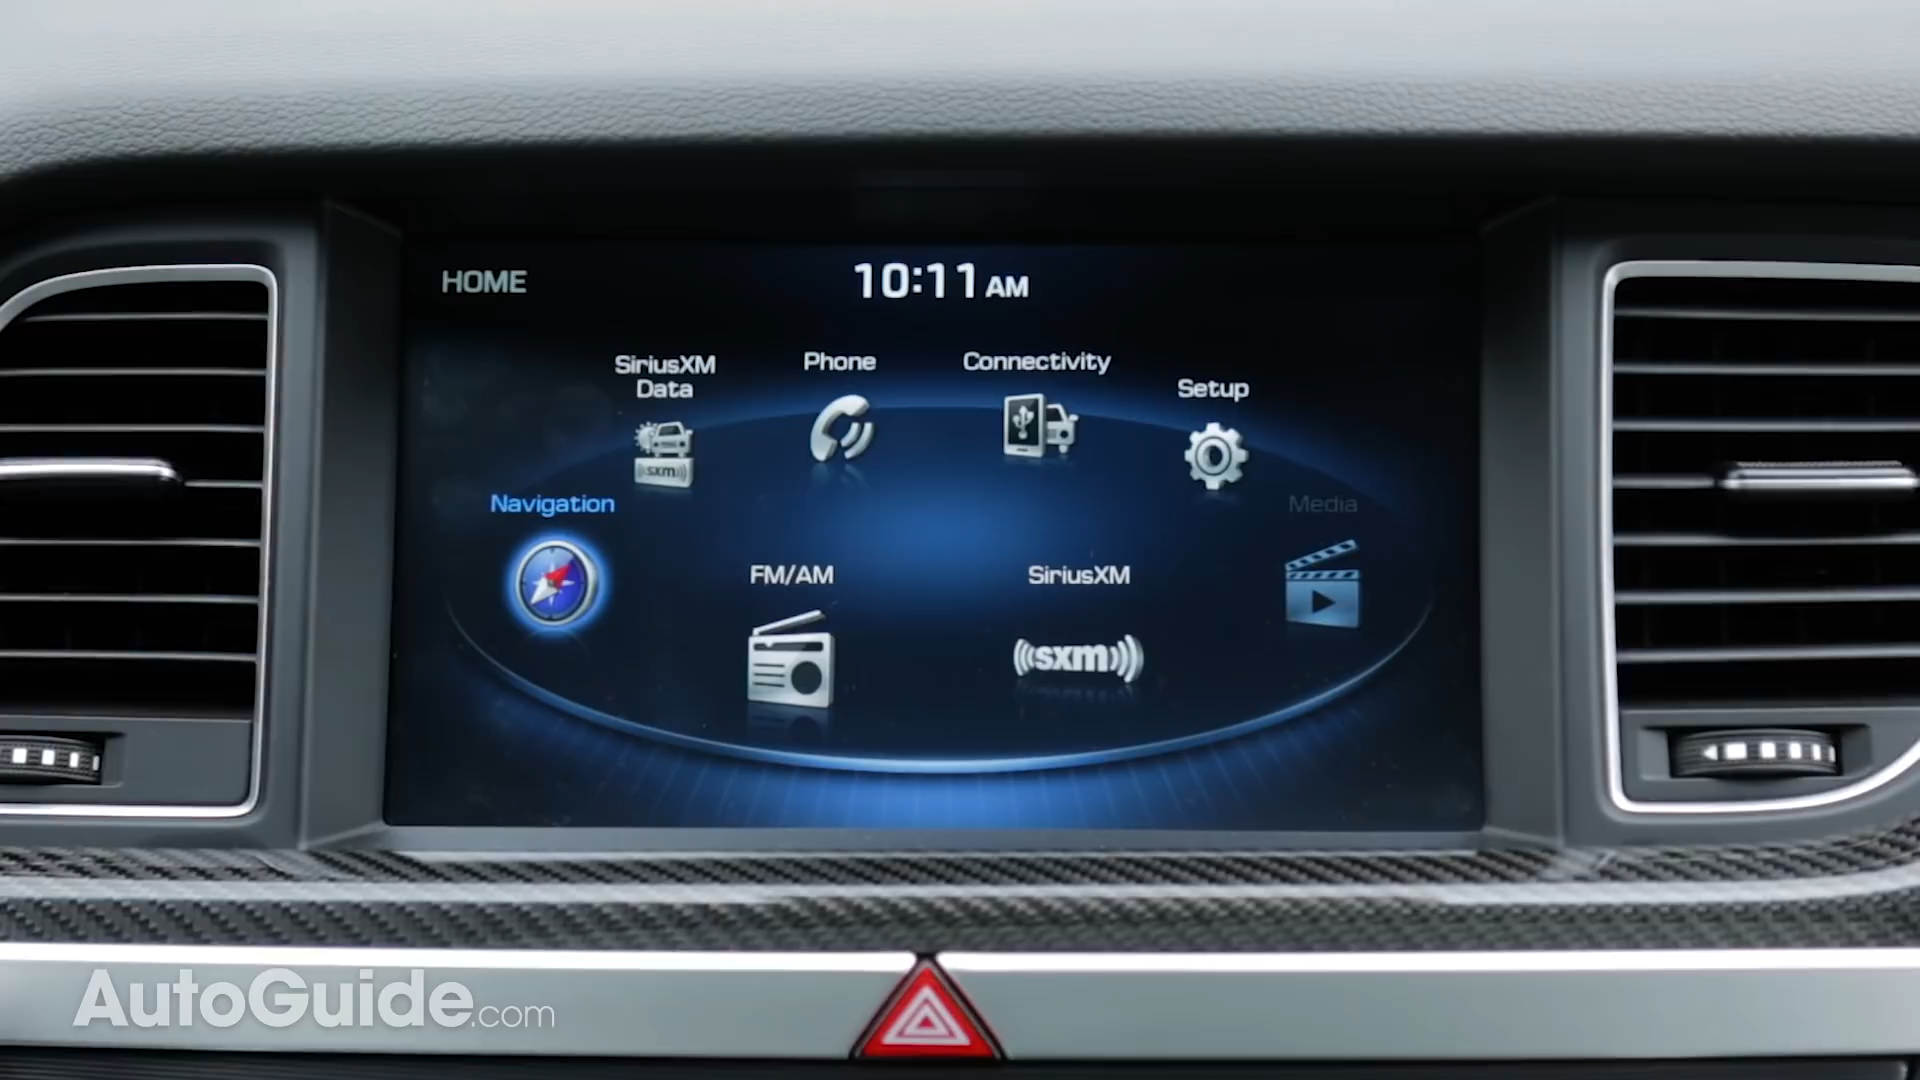 HOME
10:11 AM
SiriusXM
Data
Phone
Connectivity
Setup
((sxm))
Navigation
Media
FM/AM
SiriusXM
((sxm))
AutoGuide.com